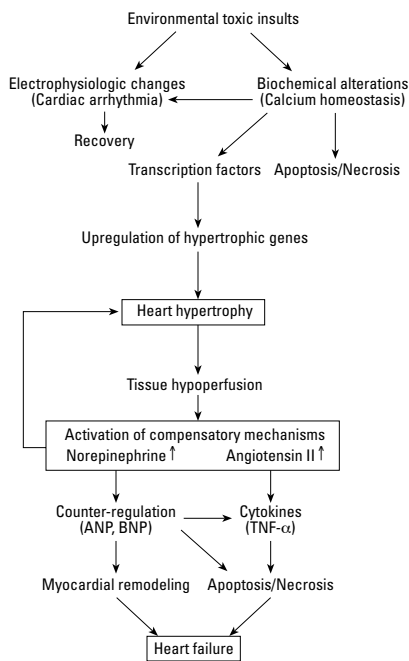 Environmental toxic insults
Electrophysiologic changes
(Cardiac arrhythmia)
Biochemical alterations
(Calcium homeostasis)
Recovery
Transcription factors
Apoptosis/Necrosis
Upregulation of hypertrophic genes
Heart hypertrophy
Tissue hypoperfusion
Activation of compensatory mechanisms
Norepinephrine ↑ Angiotensin II ↑
Counter-regulation
(ANP, BNP)
Cytokines
(TNF-α)
Myocardial remodeling
Apoptosis/Necrosis
Heart failure